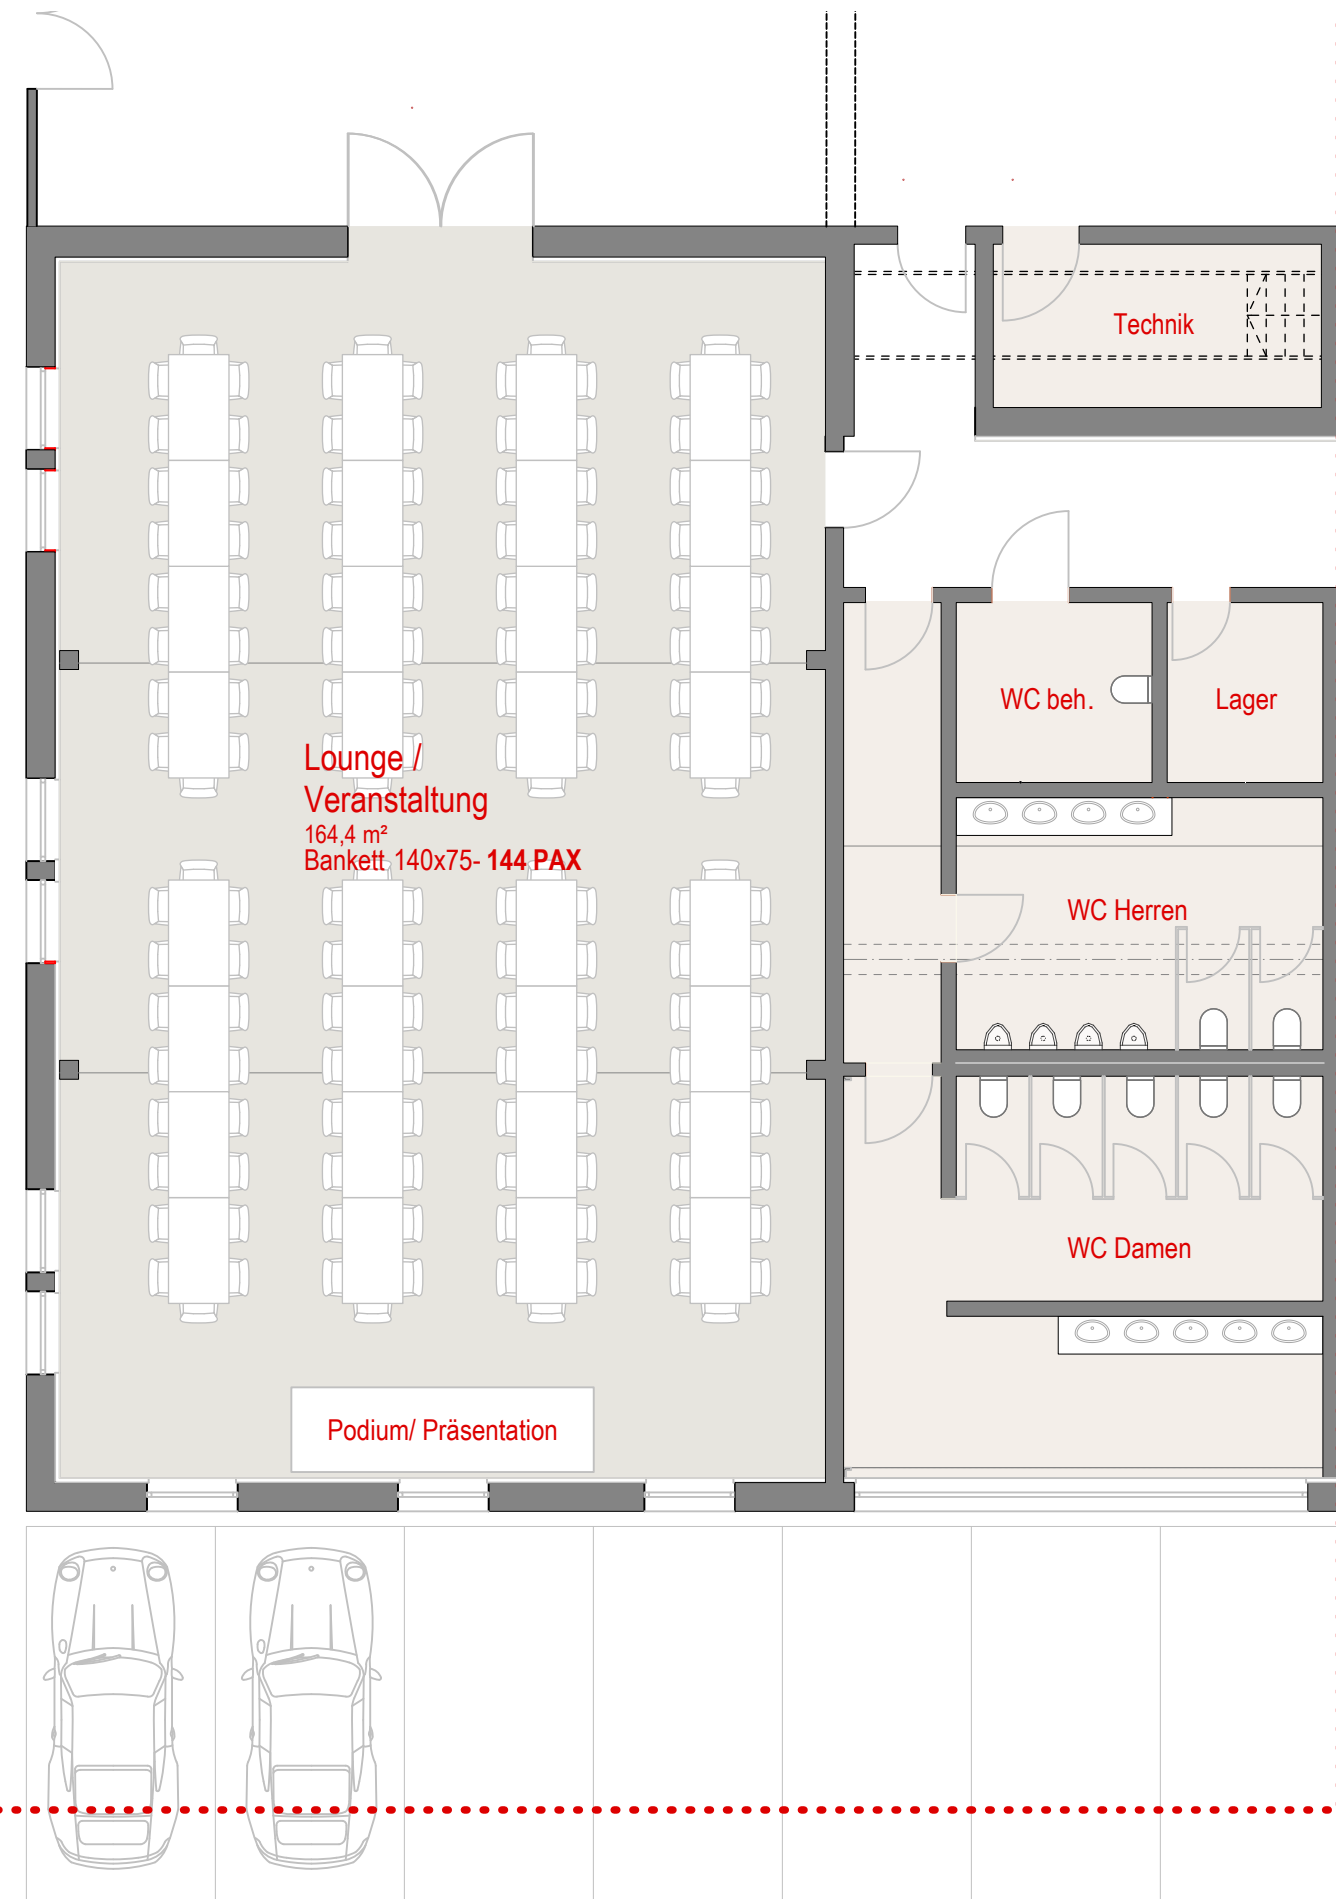 Technik
WC beh.
Lager
Lounge /
Veranstaltung
164,4 m²
Bankett 140x75- 144 PAX
WC Herren
WC Damen
Podium/ Präsentation